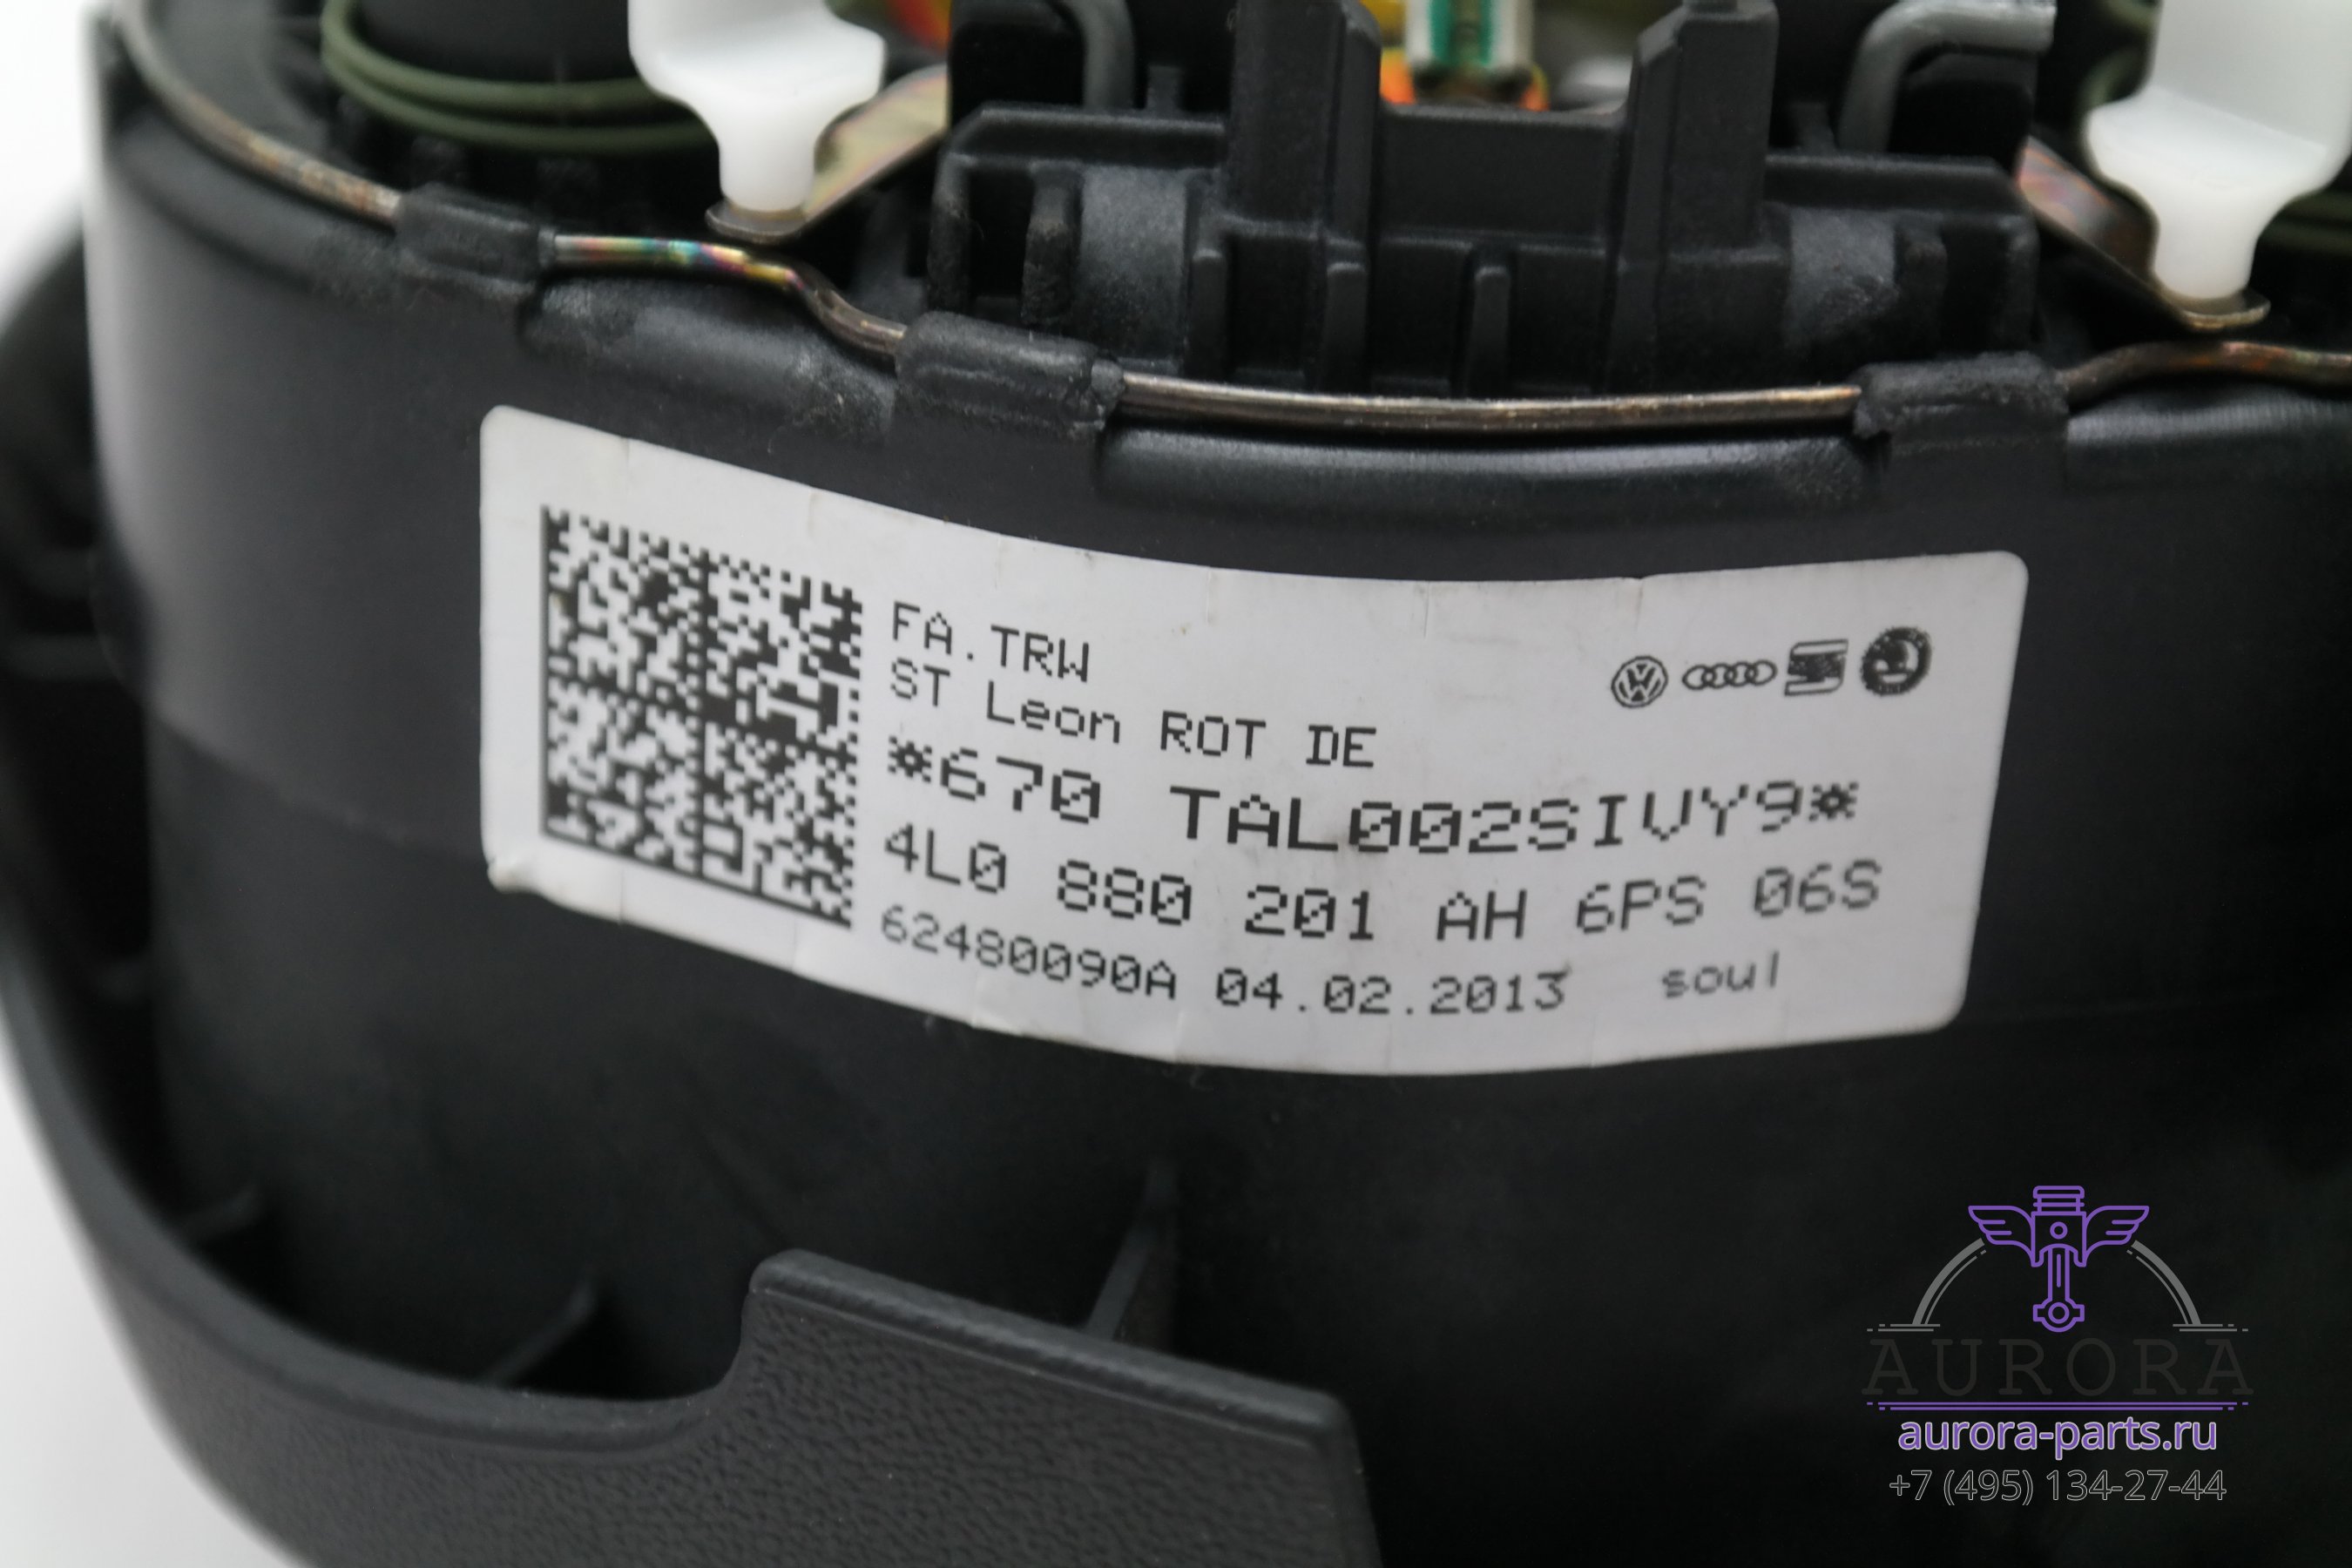 FA.TRW
ST Leon ROT DE
*670 TAL002SIVY9*
4L0 880 201 AH 6PS 06S
62480090A 04.02.2013 soul
AURORA
aurora-parts.ru
+7 (495) 134-27-44